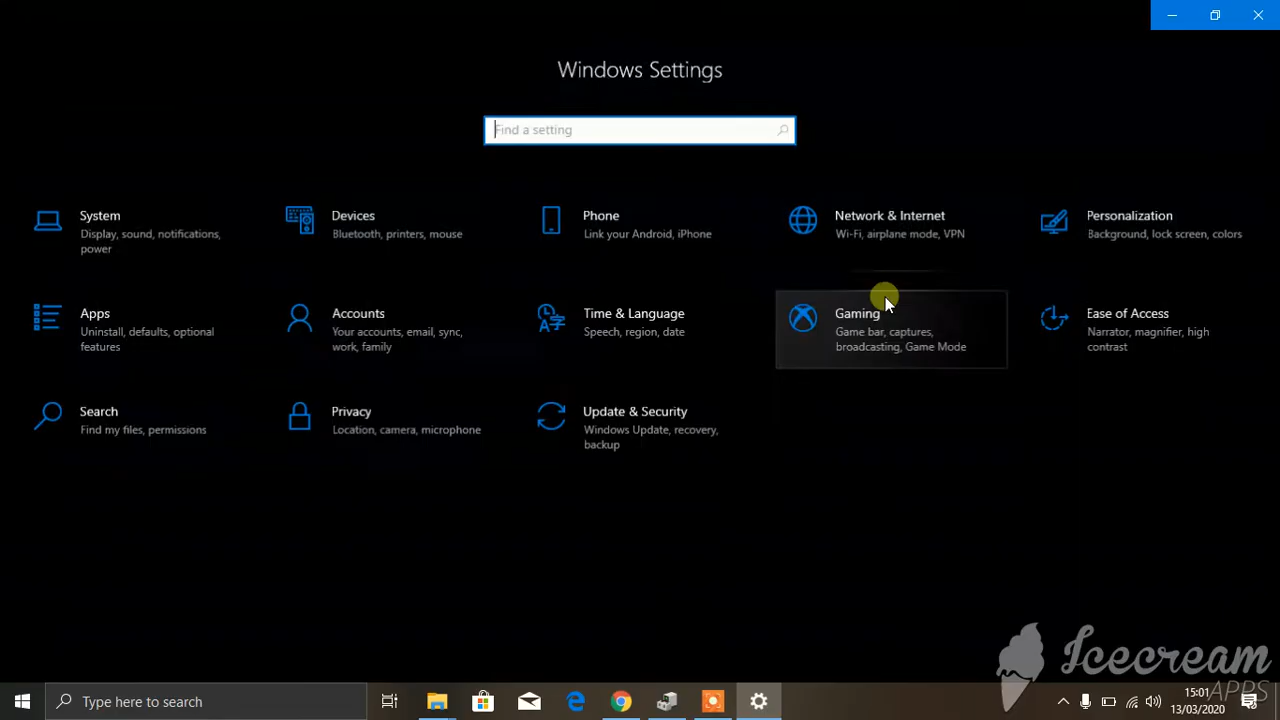 Windows Settings
Find a setting
System
Display, sound, notifications,
power
Devices
Bluetooth, printers, mouse
Phone
Link your Android, iPhone
Network & Internet
Wi-Fi, airplane mode, VPN
Personalization
Background, lock screen, colors
Apps
Uninstall, defaults, optional
features
Accounts
Your accounts, email, sync,
work, family
Time & Language
Speech, region, date
Gaming
Game bar, captures,
broadcasting, Game Mode
Ease of Access
Narrator, magnifier, high
contrast
Search
Find my files, permissions
Privacy
Location, camera, microphone
Update & Security
Windows Update, recovery,
backup
Icecream
APPS
Type here to search
15:01
13/03/2020